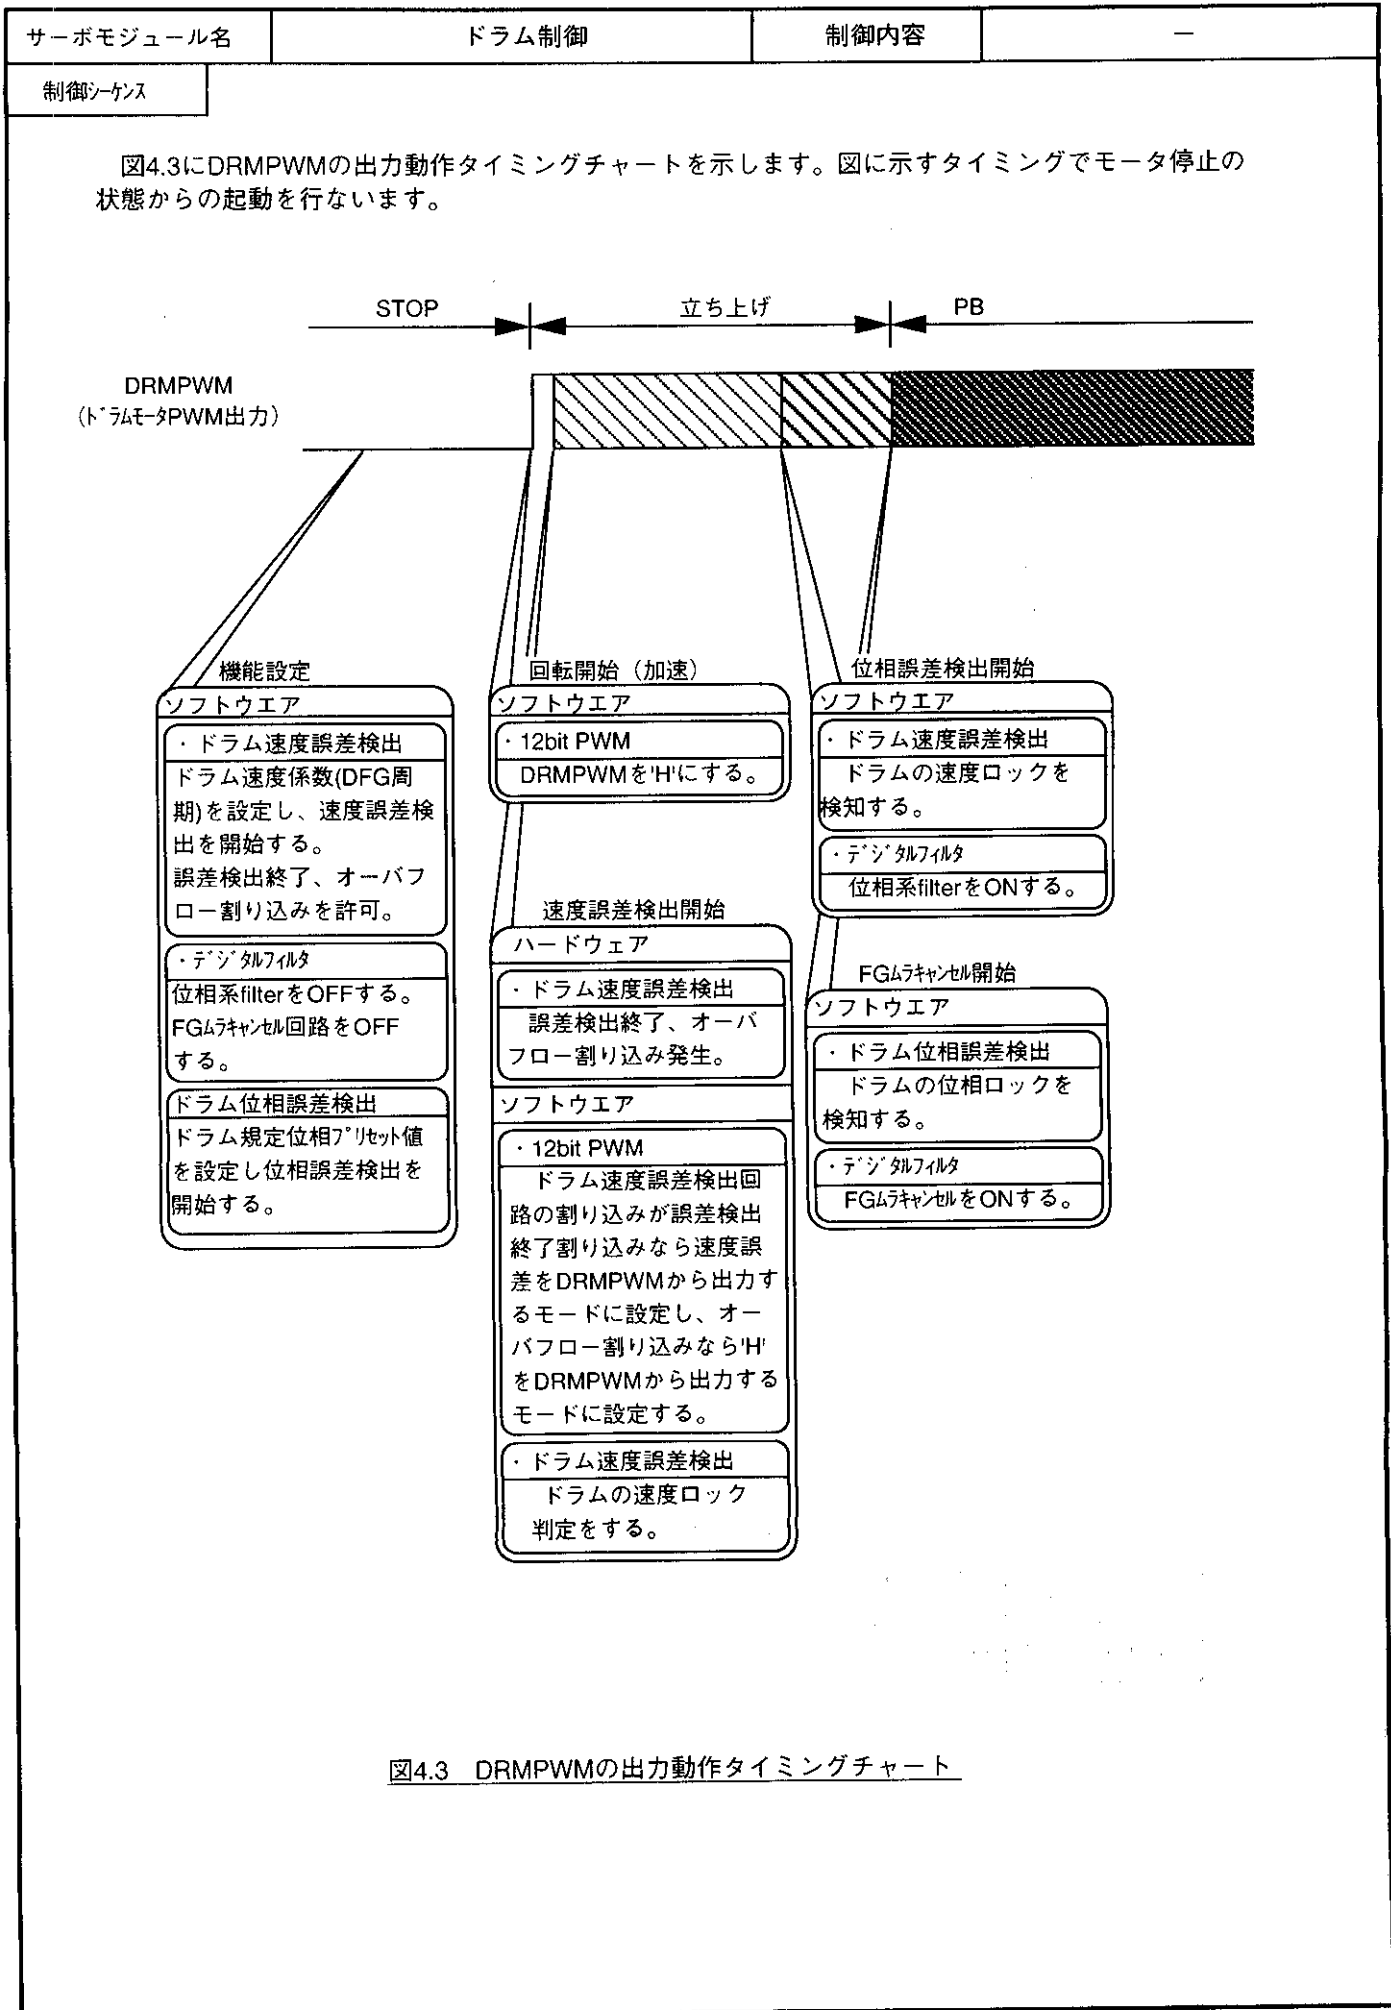 サーボモジュール名
ドラム制御
制御内容
―
制御ｼｰｹﾝｽ
図4.3にDRMPWMの出力動作タイミングチャートを示します。図に示すタイミングでモータ停止の
状態からの起動を行ないます。
STOP
立ち上げ
PB
DRMPWM
(ﾄﾞﾗﾑﾓｰﾀPWM出力)
機能設定
ソフトウエア
・ドラム速度誤差検出
ドラム速度係数(DFG周
期)を設定し、速度誤差検
出を開始する。
誤差検出終了、オーバフ
ロー割り込みを許可。
・ﾃﾞｼﾞﾀﾙﾌｨﾙﾀ
位相系filterをOFFする。
FGﾑﾗｷｬﾝｾﾙ回路をOFF
する。
ドラム位相誤差検出
ドラム規定位相ﾌﾟﾘｾｯﾄ値
を設定し位相誤差検出を
開始する。
回転開始（加速）
ソフトウエア
・12bit PWM
DRMPWMを'H'にする。
速度誤差検出開始
ハードウェア
・ドラム速度誤差検出
誤差検出終了、オーバ
フロー割り込み発生。
ソフトウエア
・12bit PWM
ドラム速度誤差検出回
路の割り込みが誤差検出
終了割り込みなら速度誤
差をDRMPWMから出力す
るモードに設定し、オー
バフロー割り込みなら'H'
をDRMPWMから出力する
モードに設定する。
・ドラム速度誤差検出
ドラムの速度ロック
判定をする。
位相誤差検出開始
ソフトウエア
・ドラム速度誤差検出
ドラムの速度ロックを
検知する。
・ﾃﾞｼﾞﾀﾙﾌｨﾙﾀ
位相系filterをONする。
FGﾑﾗｷｬﾝｾﾙ開始
ソフトウエア
・ドラム位相誤差検出
ドラムの位相ロックを
検知する。
・ﾃﾞｼﾞﾀﾙﾌｨﾙﾀ
FGﾑﾗｷｬﾝｾﾙをONする。
図4.3　DRMPWMの出力動作タイミングチャート